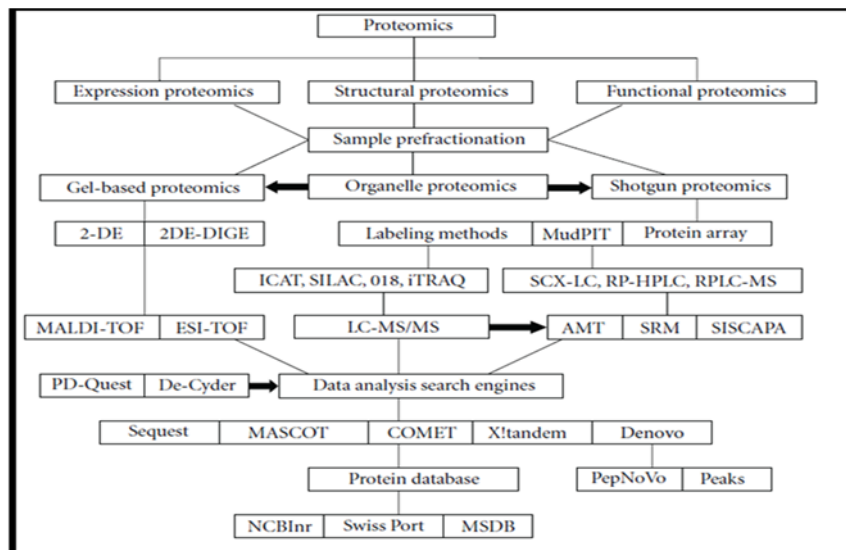 Proteomics
Expression proteomics Structural proteomics Functional proteomics
Sample prefractionation
Gel-based proteomics Organelle proteomics Shotgun proteomics
2-DE 2DE-DIGE Labeling methods MudPIT Protein array
ICAT, SILAC, 018, iTRAQ SCX-LC, RP-HPLC, RPLC-MS
MALDI-TOF ESI-TOF LC-MS/MS AMT SRM SISCAPA
PD-Quest De-Cyder Data analysis search engines
Sequest MASCOT COMET X!tandem Denovo
Protein database PepNoVo Peaks
NCBInr Swiss Port MSDB